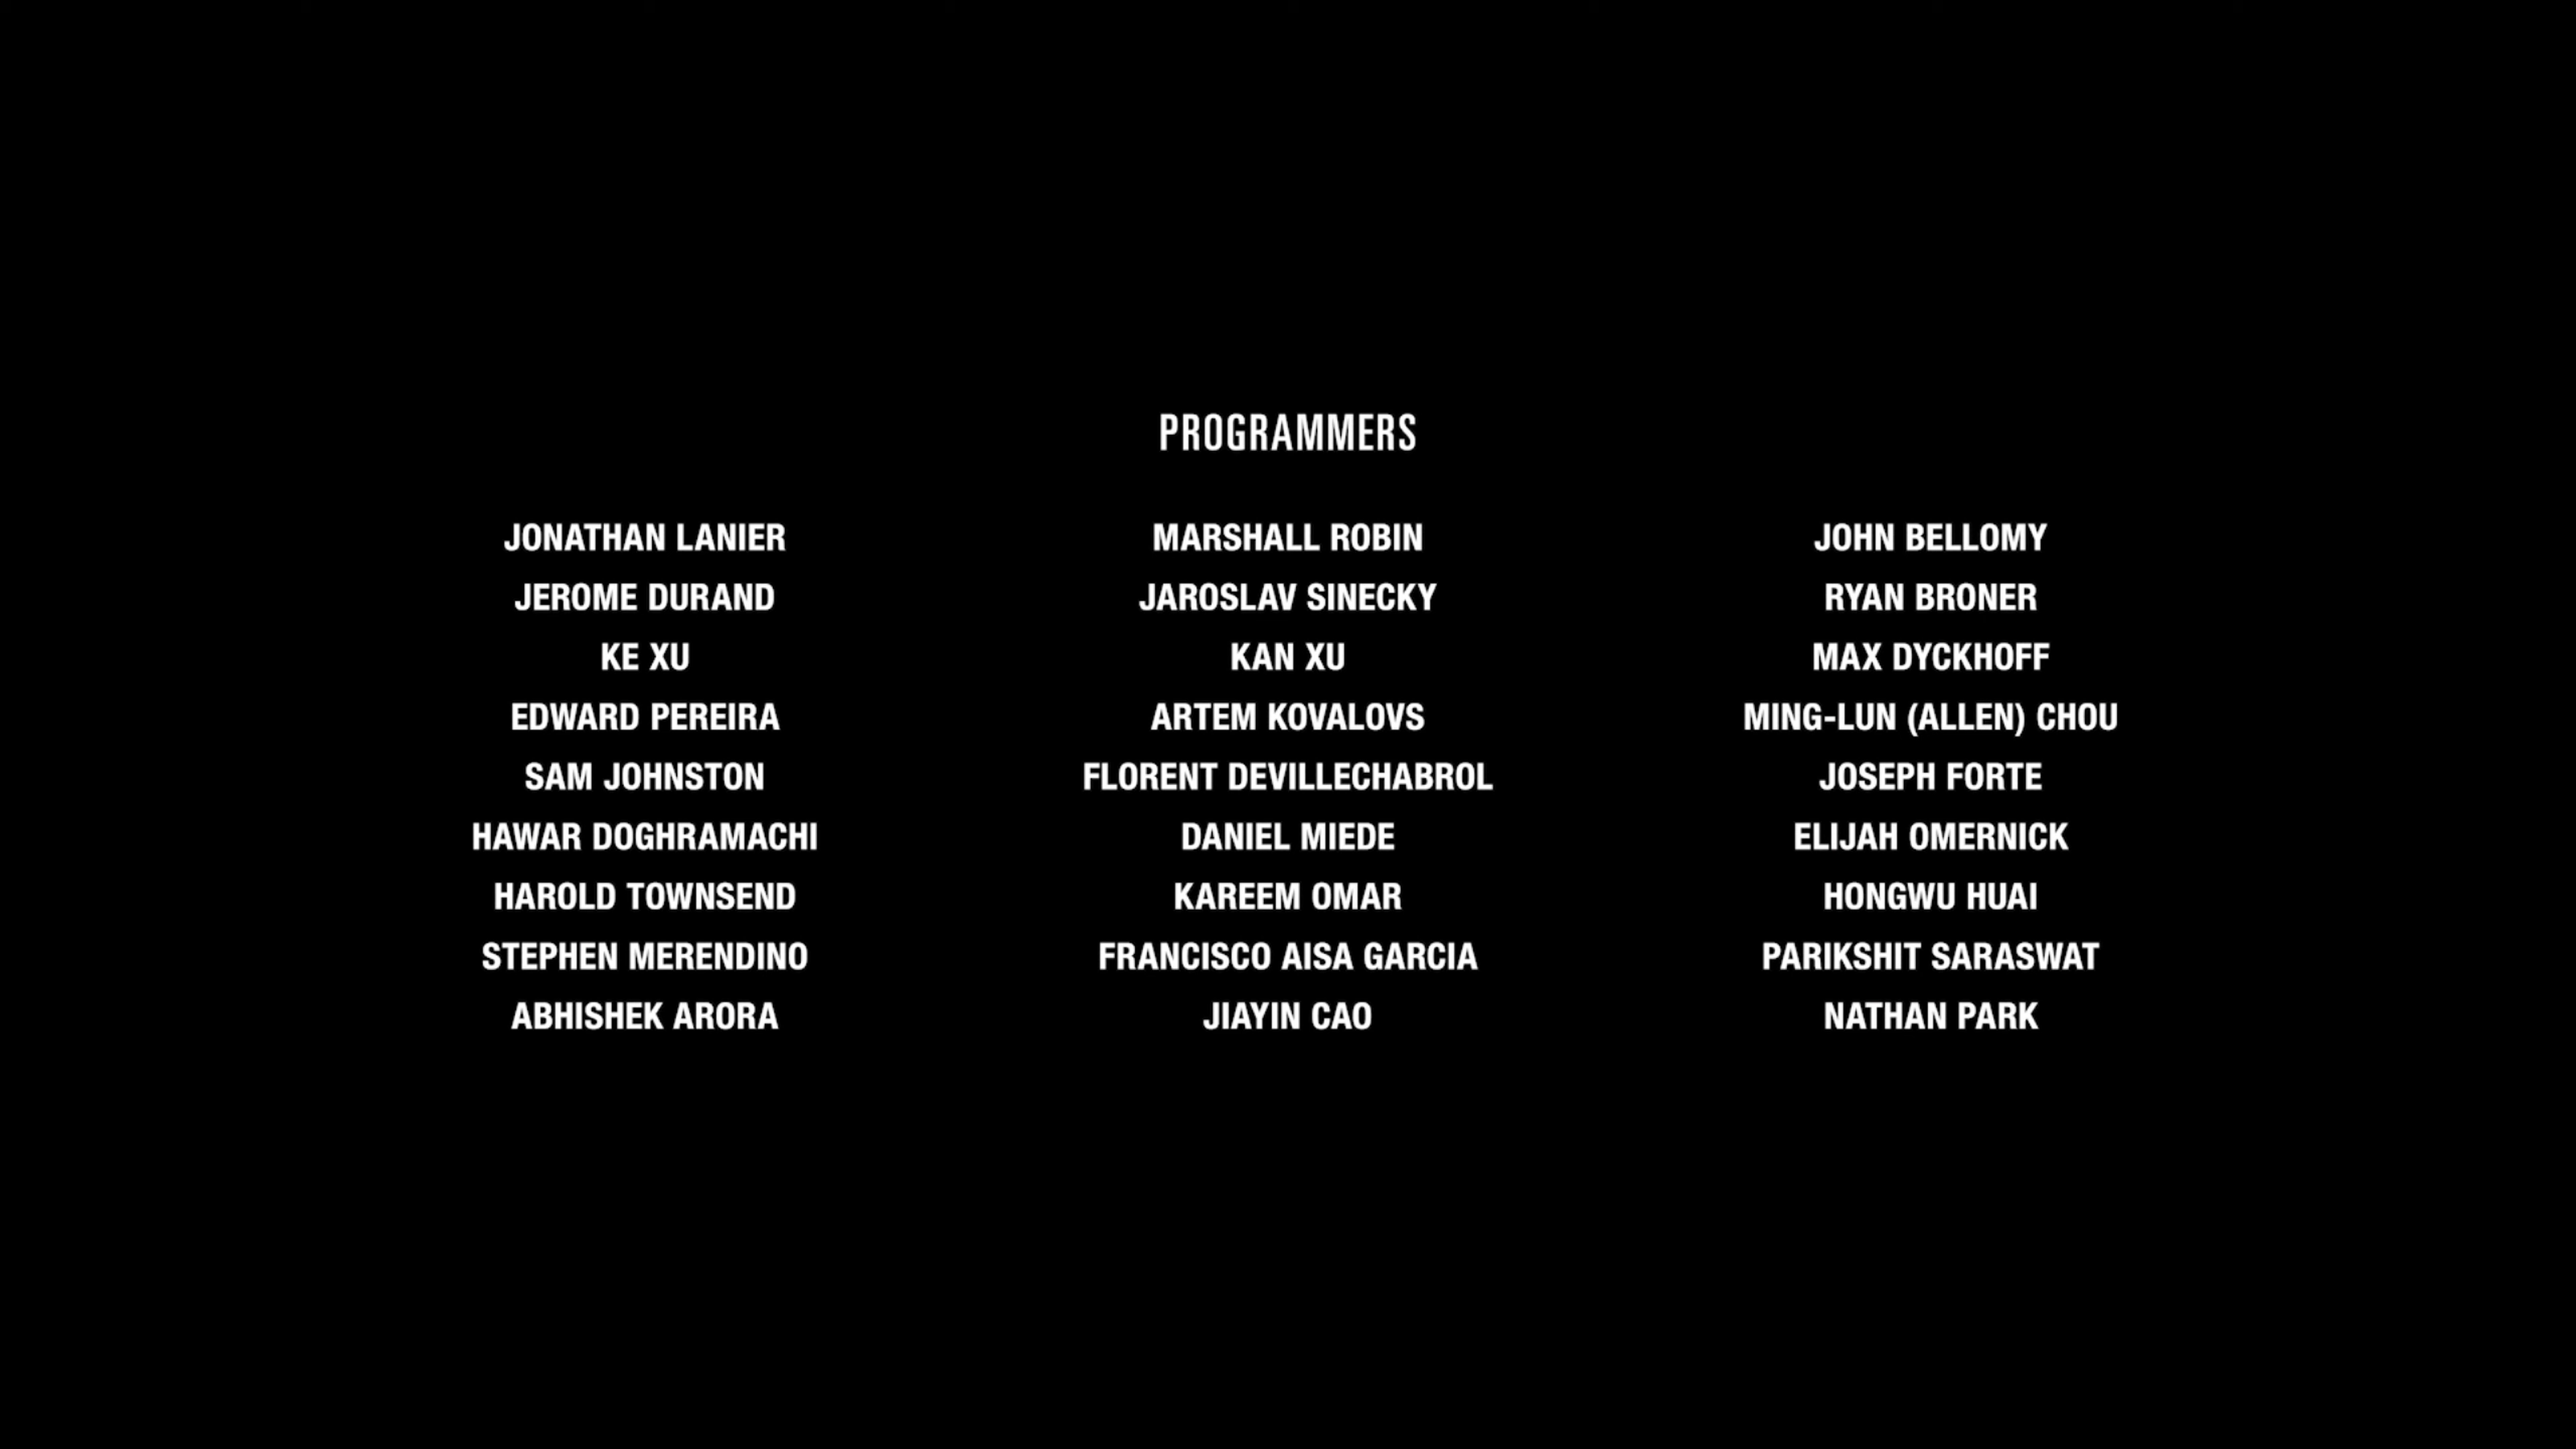 PROGRAMMERS
JONATHAN LANIER MARSHALL ROBIN JOHN BELLOMY
JEROME DURAND JAROSLAV SINECKY RYAN BRONER
KE XU KAN XU MAX DYCKHOFF
EDWARD PEREIRA ARTEM KOVALOVS MING-LUN (ALLEN) CHOU
SAM JOHNSTON FLORENT DEVILLECHABROL JOSEPH FORTE
HAWAR DOGHRAMACHI DANIEL MIEDE ELIJAH OMERNICK
HAROLD TOWNSEND KAREEM OMAR HONGWU HUAI
STEPHEN MERENDINO FRANCISCO AISA GARCIA PARIKSHIT SARASWAT
ABHISHEK ARORA JIAYIN CAO NATHAN PARK